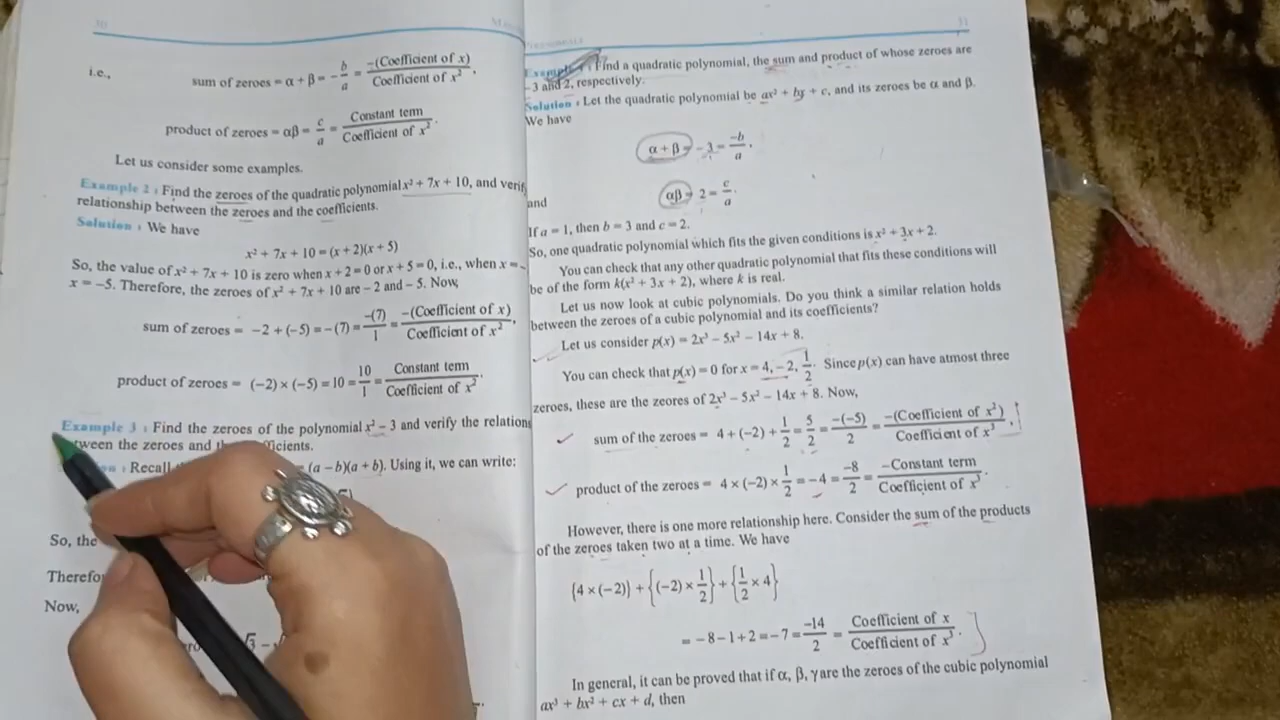 30
i.e., sum of zeroes = α + β = −b/a = −(Coefficient of x)/Coefficient of x²,
product of zeroes = αβ = c/a = Constant term/Coefficient of x².
Let us consider some examples.
Example 2 : Find the zeroes of the quadratic polynomial x² + 7x + 10, and verify
relationship between the zeroes and the coefficients.
Solution : We have
x² + 7x + 10 = (x + 2)(x + 5)
So, the value of x² + 7x + 10 is zero when x + 2 = 0 or x + 5 = 0, i.e., when x =
x = −5. Therefore, the zeroes of x² + 7x + 10 are − 2 and − 5. Now,
sum of zeroes = −2 + (−5) = −(7) = −(7)/1 = −(Coefficient of x)/Coefficient of x²,
product of zeroes = (−2) × (−5) = 10 = 10/1 = Constant term/Coefficient of x².
Example 3 : Find the zeroes of the polynomial x² − 3 and verify the relations
tween the zeroes and
: Recall = (a − b)(a + b). Using it, we can write:
So, the
Now,
31
Find a quadratic polynomial, the sum and product of whose zeroes are
−3 and 2, respectively.
Solution : Let the quadratic polynomial be ax² + bx + c, and its zeroes be α and β.
We have
α + β = −3 = −b/a,
and αβ = 2 = c/a.
If a = 1, then b = 3 and c = 2.
So, one quadratic polynomial which fits the given conditions is x² + 3x + 2.
You can check that any other quadratic polynomial that fits these conditions will
be of the form k(x² + 3x + 2), where k is real.
Let us now look at cubic polynomials. Do you think a similar relation holds
between the zeroes of a cubic polynomial and its coefficients?
Let us consider p(x) = 2x³ − 5x² − 14x + 8.
You can check that p(x) = 0 for x = 4, − 2, 1/2. Since p(x) can have atmost three
zeroes, these are the zeores of 2x³ − 5x² − 14x + 8. Now,
sum of the zeroes = 4 + (−2) + 1/2 = 5/2 = −(−5)/2 = −(Coefficient of x²)/Coefficient of x³,
product of the zeroes = 4 × (−2) × 1/2 = −4 = −8/2 = −Constant term/Coefficient of x³.
However, there is one more relationship here. Consider the sum of the products
of the zeroes taken two at a time. We have
{4 × (−2)} + {(−2) × 1/2} + {1/2 × 4}
= −8 − 1 + 2 = −7 = −14/2 = Coefficient of x/Coefficient of x³.
In general, it can be proved that if α, β, γ are the zeroes of the cubic polynomial
ax³ + bx² + cx + d, then